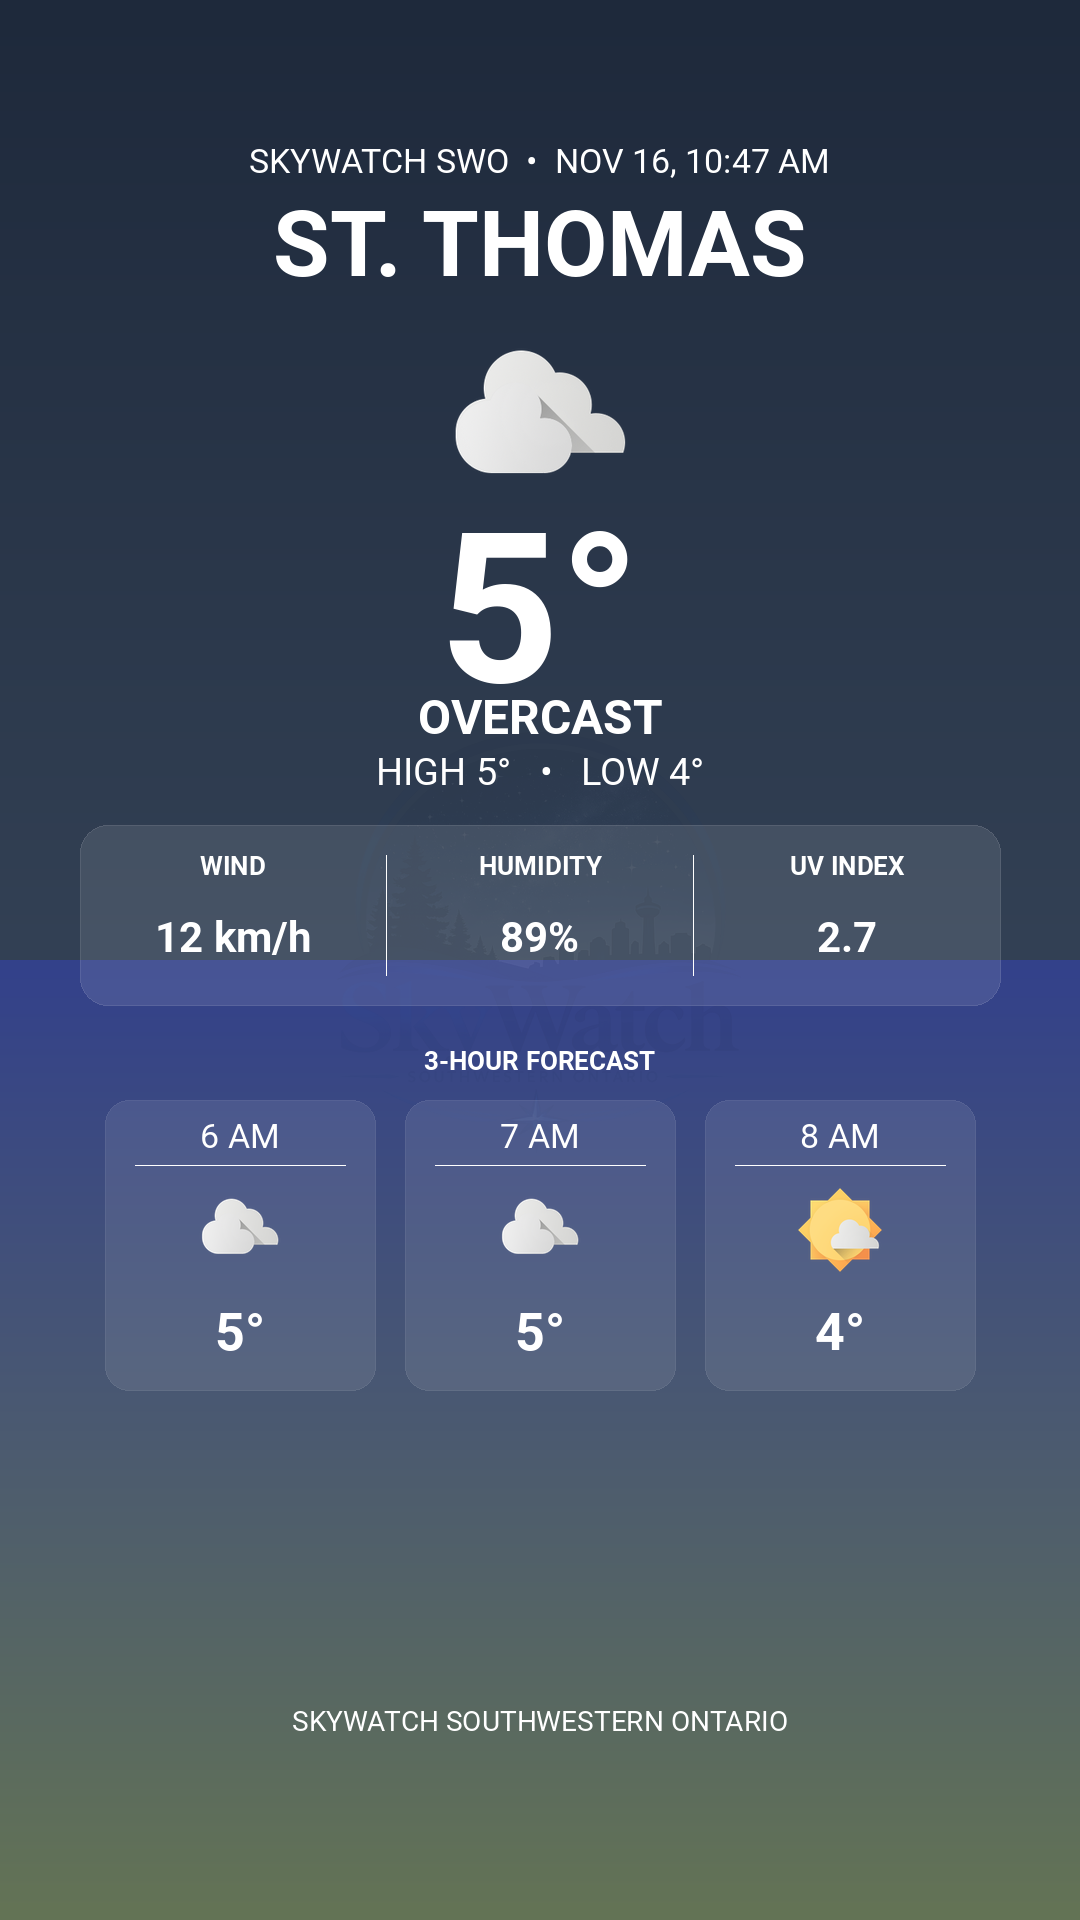 SKYWATCH SWO • NOV 16, 10:47 AM
ST. THOMAS
5°
OVERCAST
HIGH 5° • LOW 4°
WIND HUMIDITY UV INDEX
12 km/h 89% 2.7
SkyWatch
3-HOUR FORECAST
6 AM 7 AM 8 AM
5° 5° 4°
SKYWATCH SOUTHWESTERN ONTARIO